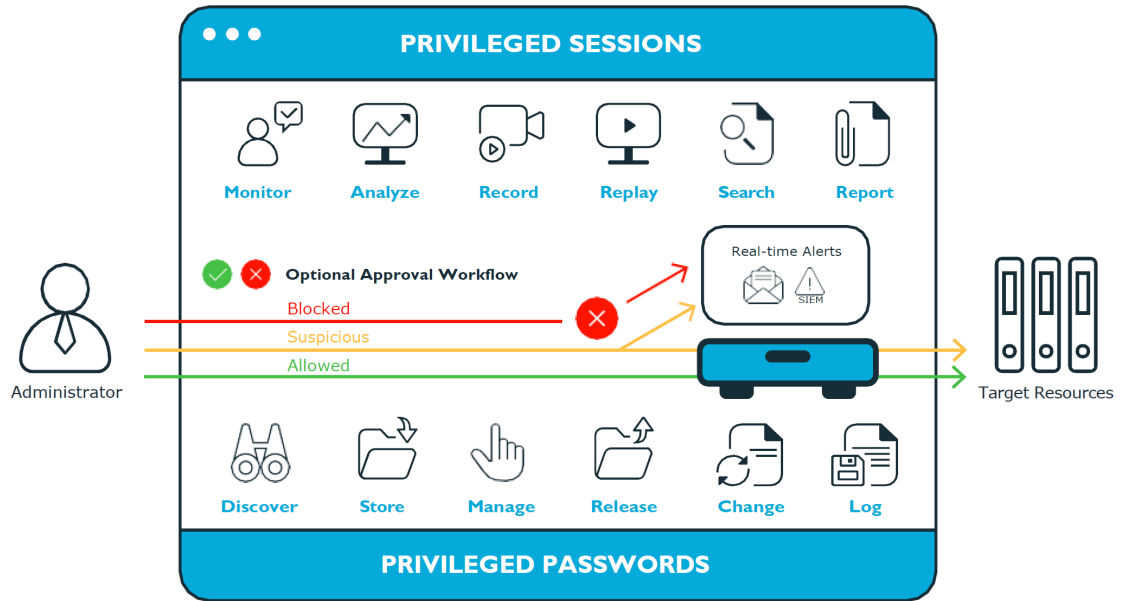 PRIVILEGED SESSIONS
Monitor
Analyze
Record
Replay
Search
Report
Real-time Alerts
SIEM
Optional Approval Workflow
Blocked
Suspicious
Allowed
Administrator
Target Resources
Discover
Store
Manage
Release
Change
Log
PRIVILEGED PASSWORDS